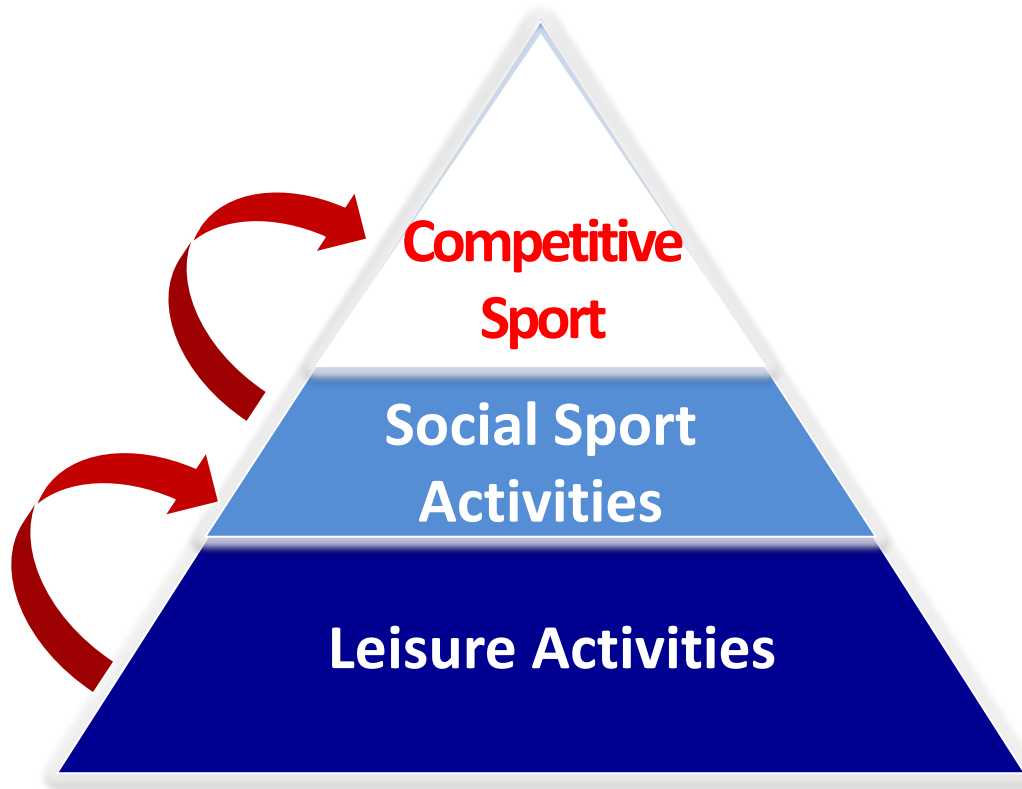 Competitive
Sport
Social Sport
Activities
Leisure Activities